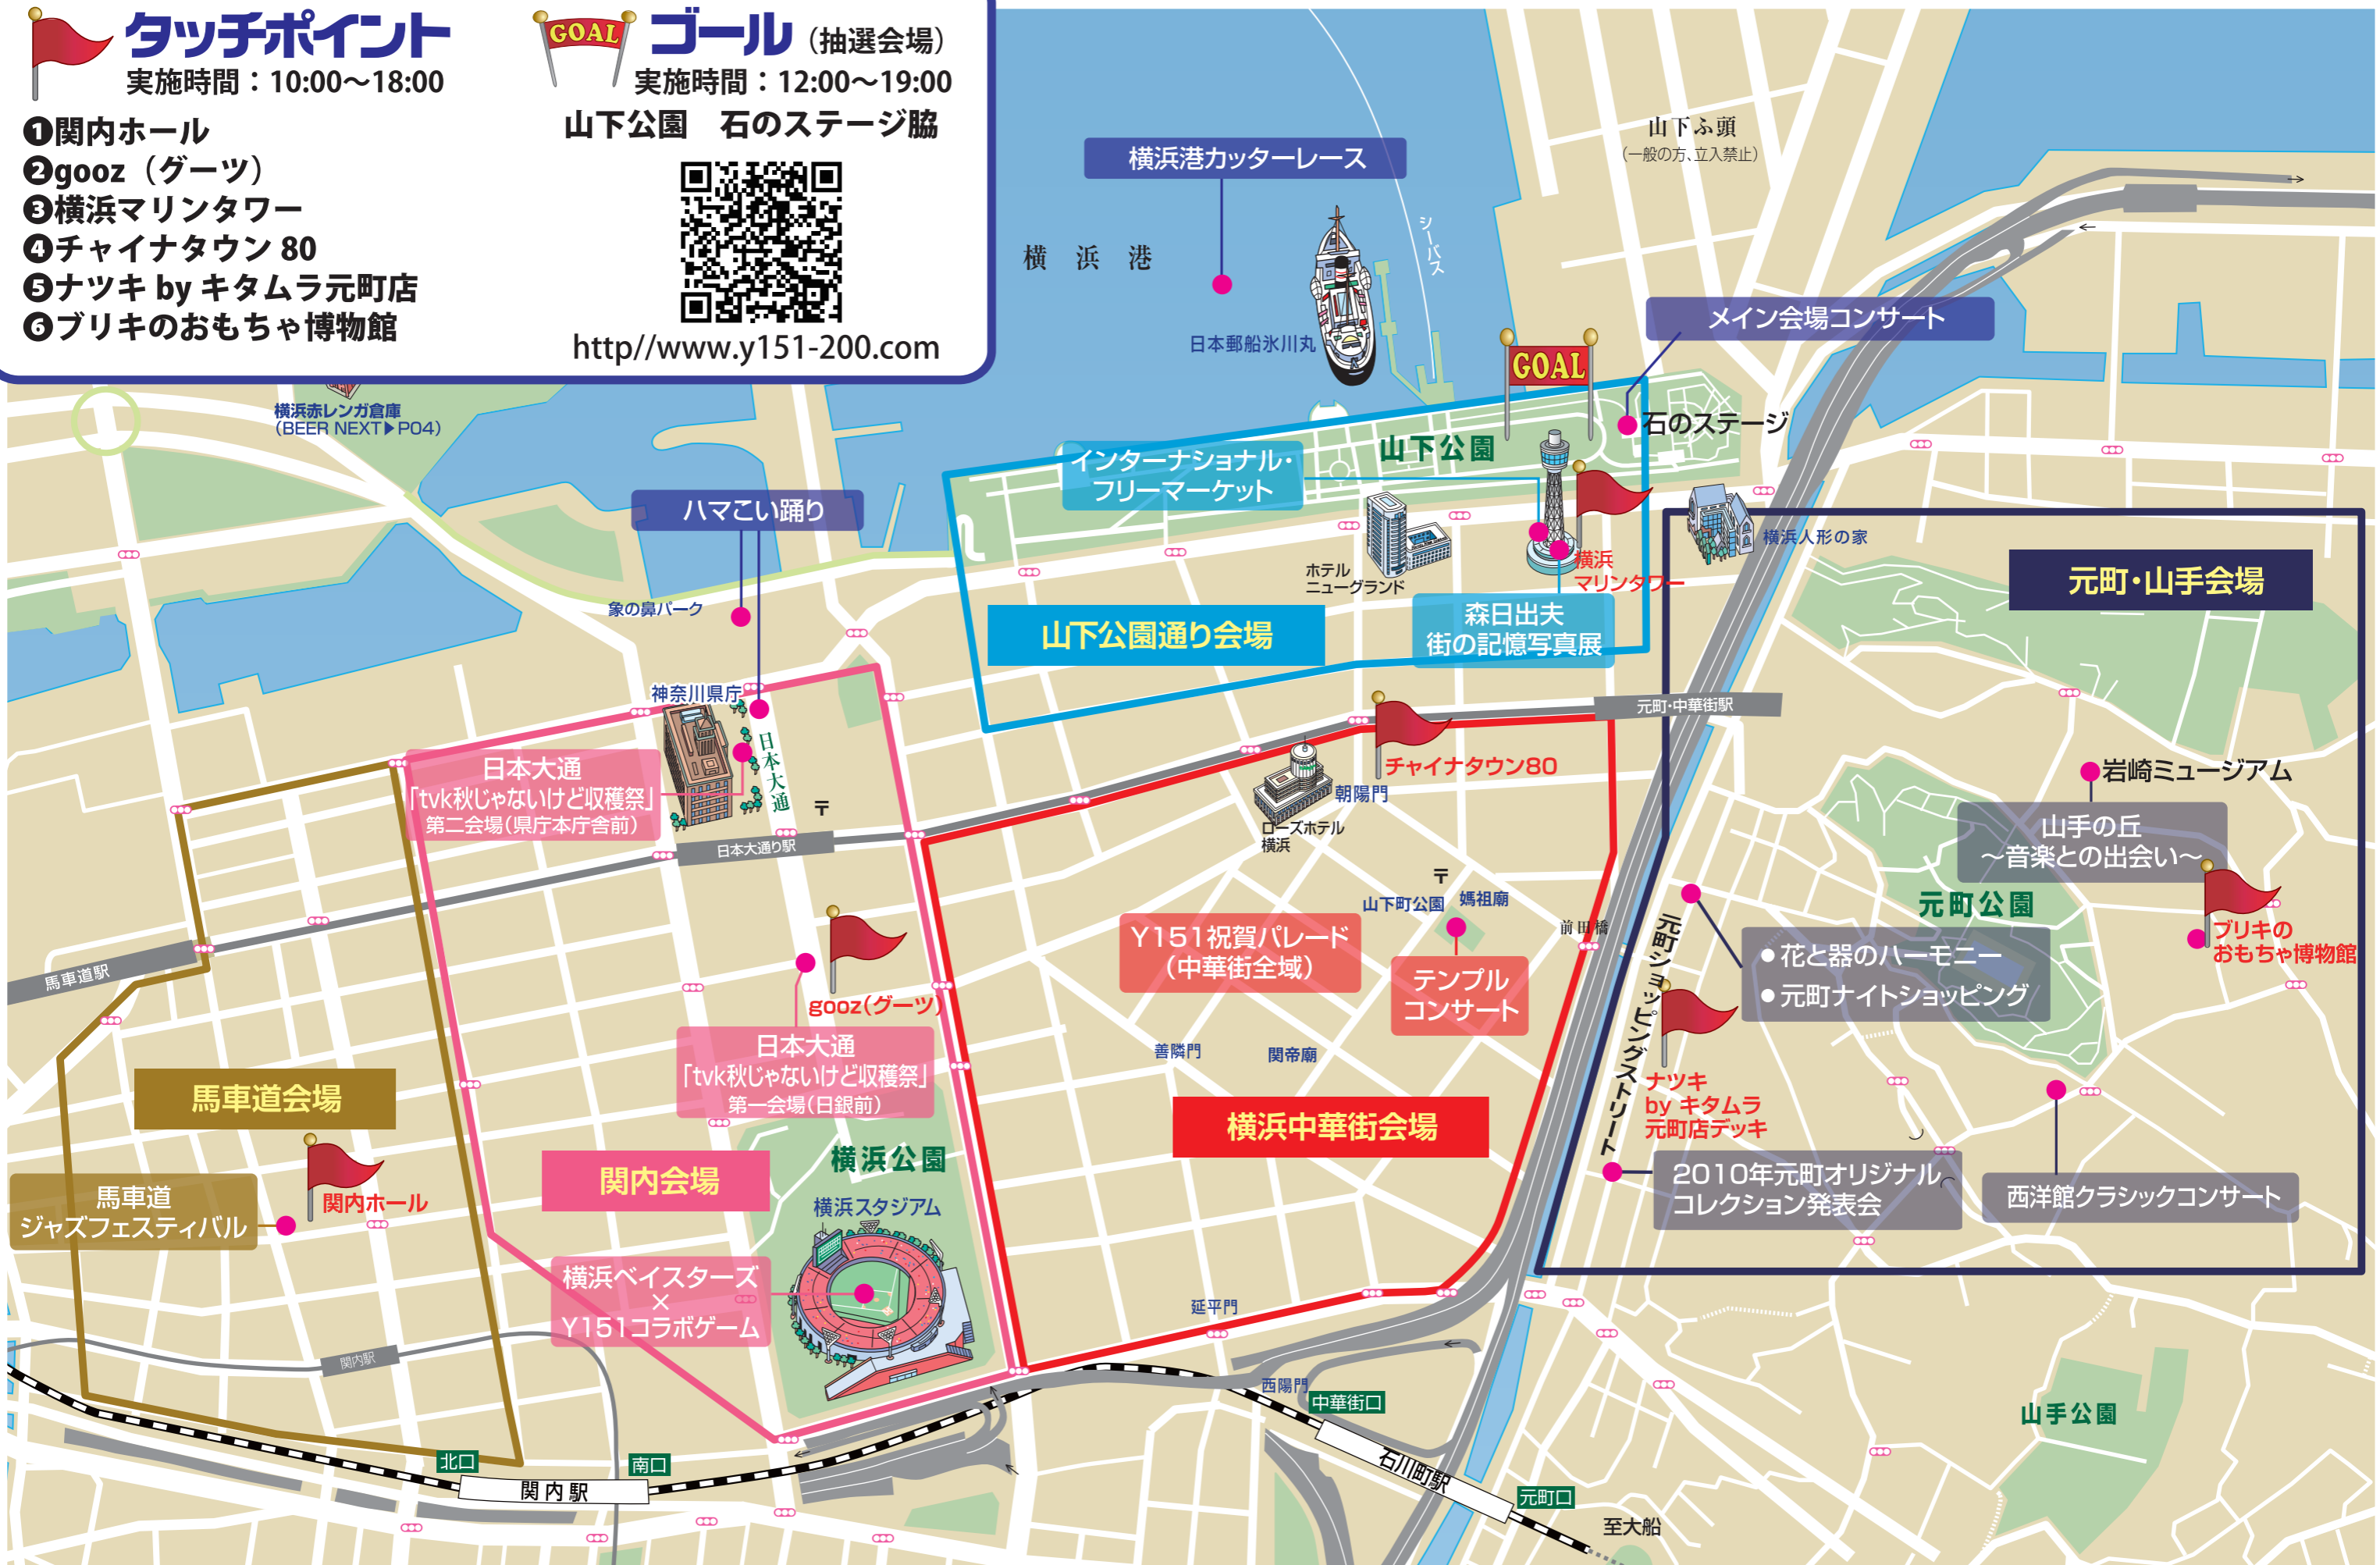 タッチポイント
実施時間：10:00〜18:00
❶関内ホール
❷gooz（グーツ）
❸横浜マリンタワー
❹チャイナタウン 80
❺ナツキ by キタムラ元町店
❻ブリキのおもちゃ博物館
GOAL
ゴール（抽選会場）
実施時間：12:00〜19:00
山下公園　石のステージ脇
http//www.y151-200.com
横浜港カッターレース
山下ふ頭
（一般の方、立入禁止）
横 浜 港
シーバス
日本郵船氷川丸
メイン会場コンサート
GOAL
石のステージ
横浜赤レンガ倉庫
（BEER NEXT▶P04）
山下公園
インターナショナル・
フリーマーケット
ハマこい踊り
横浜人形の家
ホテル
ニューグランド
横浜
マリンタワー
元町・山手会場
象の鼻パーク
山下公園通り会場
森日出夫
街の記憶写真展
神奈川県庁
元町・中華街駅
日本大通
日本大通
「tvk秋じゃないけど収穫祭」
第二会場（県庁本庁舎前）
〒
チャイナタウン80
朝陽門
岩崎ミュージアム
ローズホテル
横浜
日本大通り駅
山手の丘
〜音楽との出会い〜
〒
山下町公園
媽祖廟
元町公園
前田橋
ブリキの
おもちゃ博物館
Y151祝賀パレード
（中華街全域）
テンプル
コンサート
元町ショッピングストリート
● 花と器のハーモニー
● 元町ナイトショッピング
馬車道駅
gooz（グーツ）
日本大通
「tvk秋じゃないけど収穫祭」
第一会場（日銀前）
善隣門
関帝廟
ナツキ
by キタムラ
元町店デッキ
馬車道会場
横浜中華街会場
横浜公園
関内会場
馬車道
ジャズフェスティバル
関内ホール
横浜スタジアム
2010年元町オリジナル
コレクション発表会
西洋館クラシックコンサート
横浜ベイスターズ
×
Y151コラボゲーム
延平門
関内駅
西陽門
中華街口
山手公園
北口
南口
関内駅
石川町駅
元町口
至大船